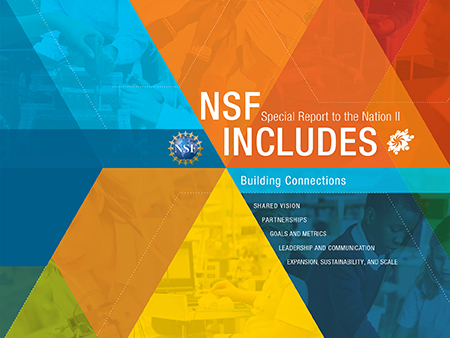 NSF
Special Report to the Nation II
INCLUDES
NSF
Building Connections
SHARED VISION
PARTNERSHIPS
GOALS AND METRICS
LEADERSHIP AND COMMUNICATION
EXPANSION, SUSTAINABILITY, AND SCALE